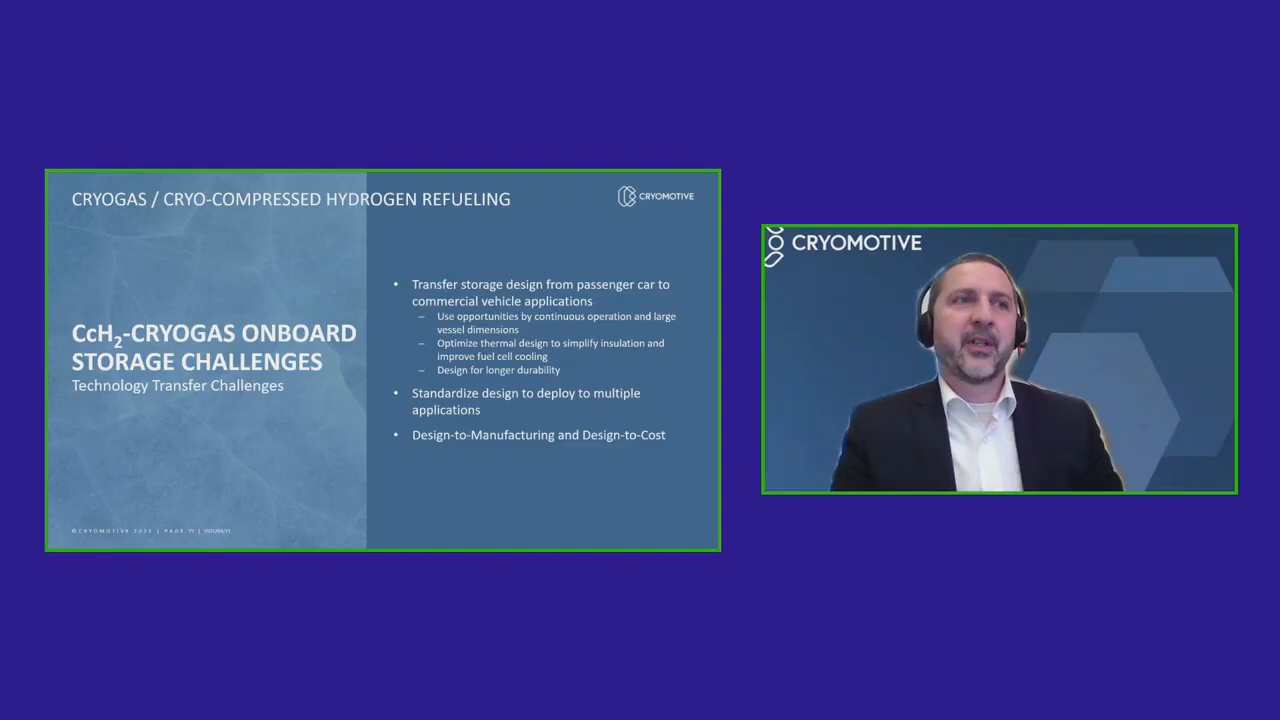 CRYOGAS / CRYO-COMPRESSED HYDROGEN REFUELING
CRYOMOTIVE
CcH₂-CRYOGAS ONBOARD
STORAGE CHALLENGES
Technology Transfer Challenges
• Transfer storage design from passenger car to
commercial vehicle applications
– Use opportunities by continuous operation and large
vessel dimensions
– Optimize thermal design to simplify insulation and
improve fuel cell cooling
– Design for longer durability
• Standardize design to deploy to multiple
applications
• Design-to-Manufacturing and Design-to-Cost
CRYOMOTIVE